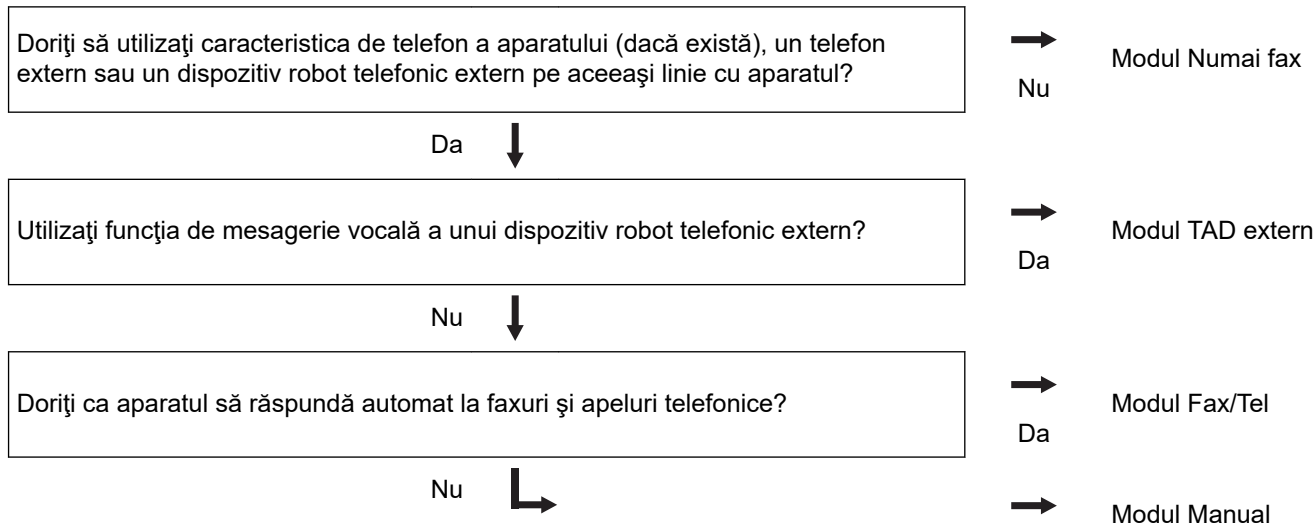 Doriţi să utilizaţi caracteristica de telefon a aparatului (dacă există), un telefon
extern sau un dispozitiv robot telefonic extern pe aceeaşi linie cu aparatul?
Nu
Modul Numai fax
Da
Utilizaţi funcţia de mesagerie vocală a unui dispozitiv robot telefonic extern?
Da
Modul TAD extern
Nu
Doriţi ca aparatul să răspundă automat la faxuri şi apeluri telefonice?
Da
Modul Fax/Tel
Nu
Modul Manual